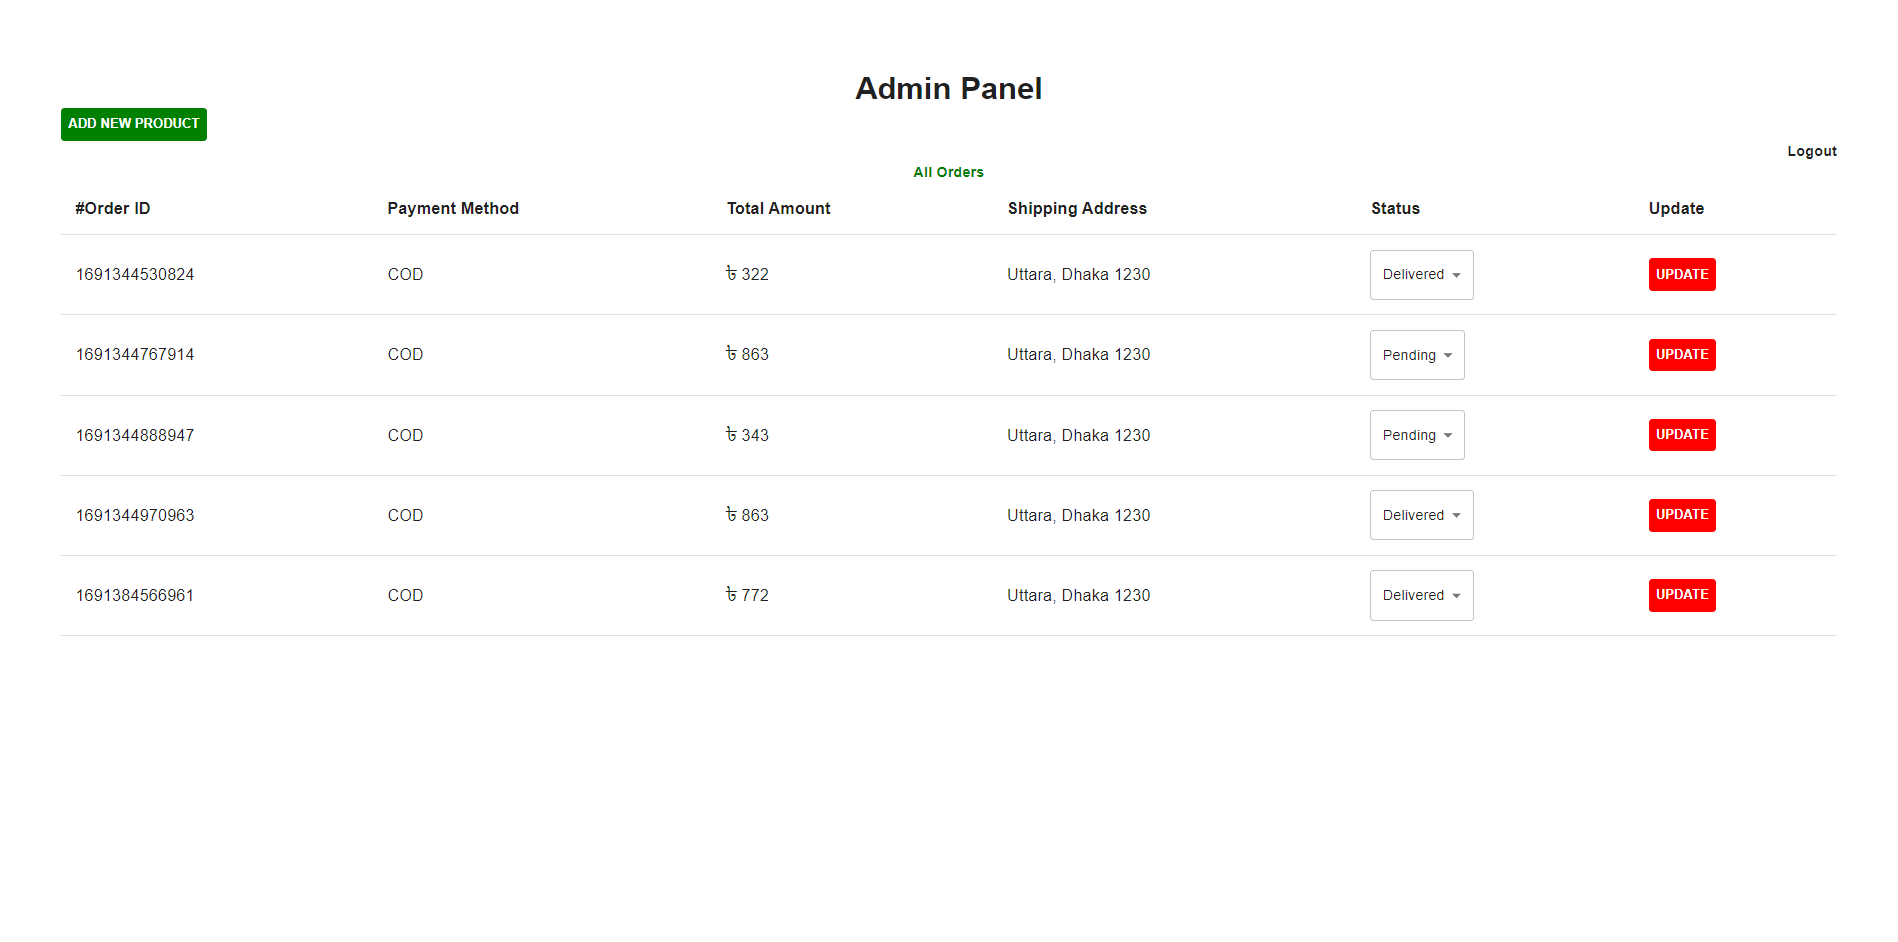 Admin Panel
ADD NEW PRODUCT
Logout
All Orders
#Order ID Payment Method Total Amount Shipping Address Status Update
1691344530824 COD ৳ 322 Uttara, Dhaka 1230 Delivered UPDATE
1691344767914 COD ৳ 863 Uttara, Dhaka 1230 Pending UPDATE
1691344888947 COD ৳ 343 Uttara, Dhaka 1230 Pending UPDATE
1691344970963 COD ৳ 863 Uttara, Dhaka 1230 Delivered UPDATE
1691384566961 COD ৳ 772 Uttara, Dhaka 1230 Delivered UPDATE